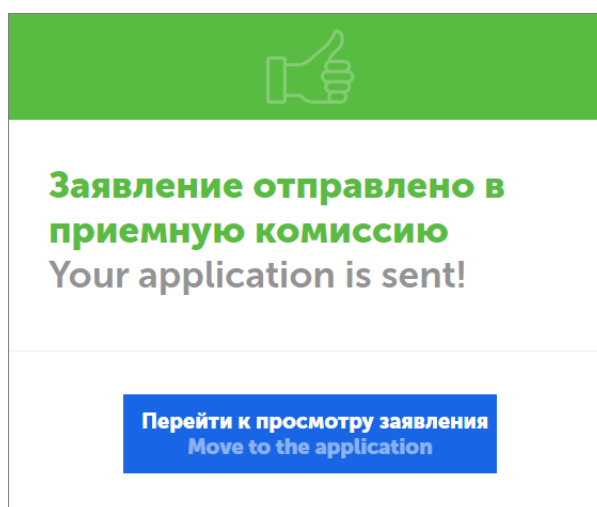 Заявление отправлено в
приемную комиссию
Your application is sent!
Перейти к просмотру заявления
Move to the application